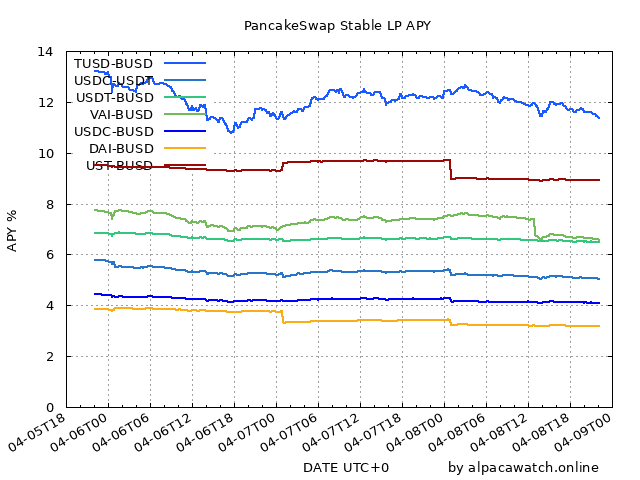 PancakeSwap Stable LP APY
14
12
10
8
6
4
2
0
APY %
TUSD-BUSD
USDC-USDT
USDT-BUSD
VAI-BUSD
USDC-BUSD
DAI-BUSD
UST-BUSD
04-05T18
04-06T00
04-06T06
04-06T12
04-06T18
04-07T00
04-07T06
04-07T12
04-07T18
04-08T00
04-08T06
04-08T12
04-08T18
04-09T00
DATE UTC+0
by alpacawatch.online